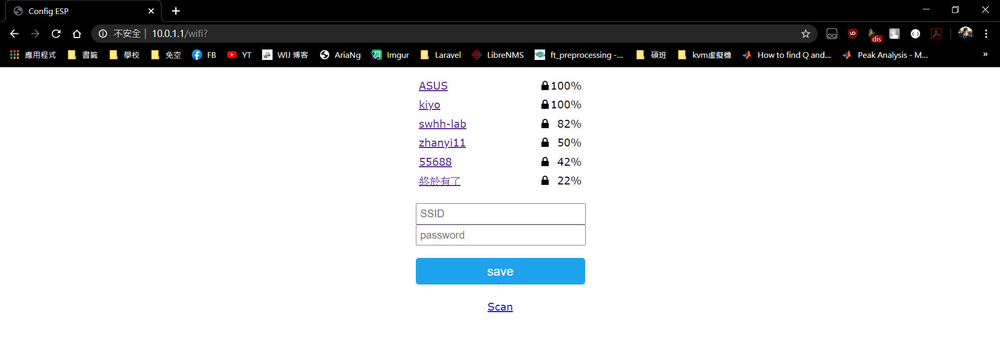 Config ESP
不安全 | 10.0.1.1/wifi?
dis
應用程式 書籤 學校 免空 FB YT WIJ 博客 AriaNg Imgur Laravel LibreNMS ft_preprocessing -... 碩班 kvm虛擬機 How to find Q and... Peak Analysis - M... »
ASUS 100%
kiyo 100%
swhh-lab 82%
zhanyi11 50%
55688 42%
終於有了 22%
SSID
password
save
Scan